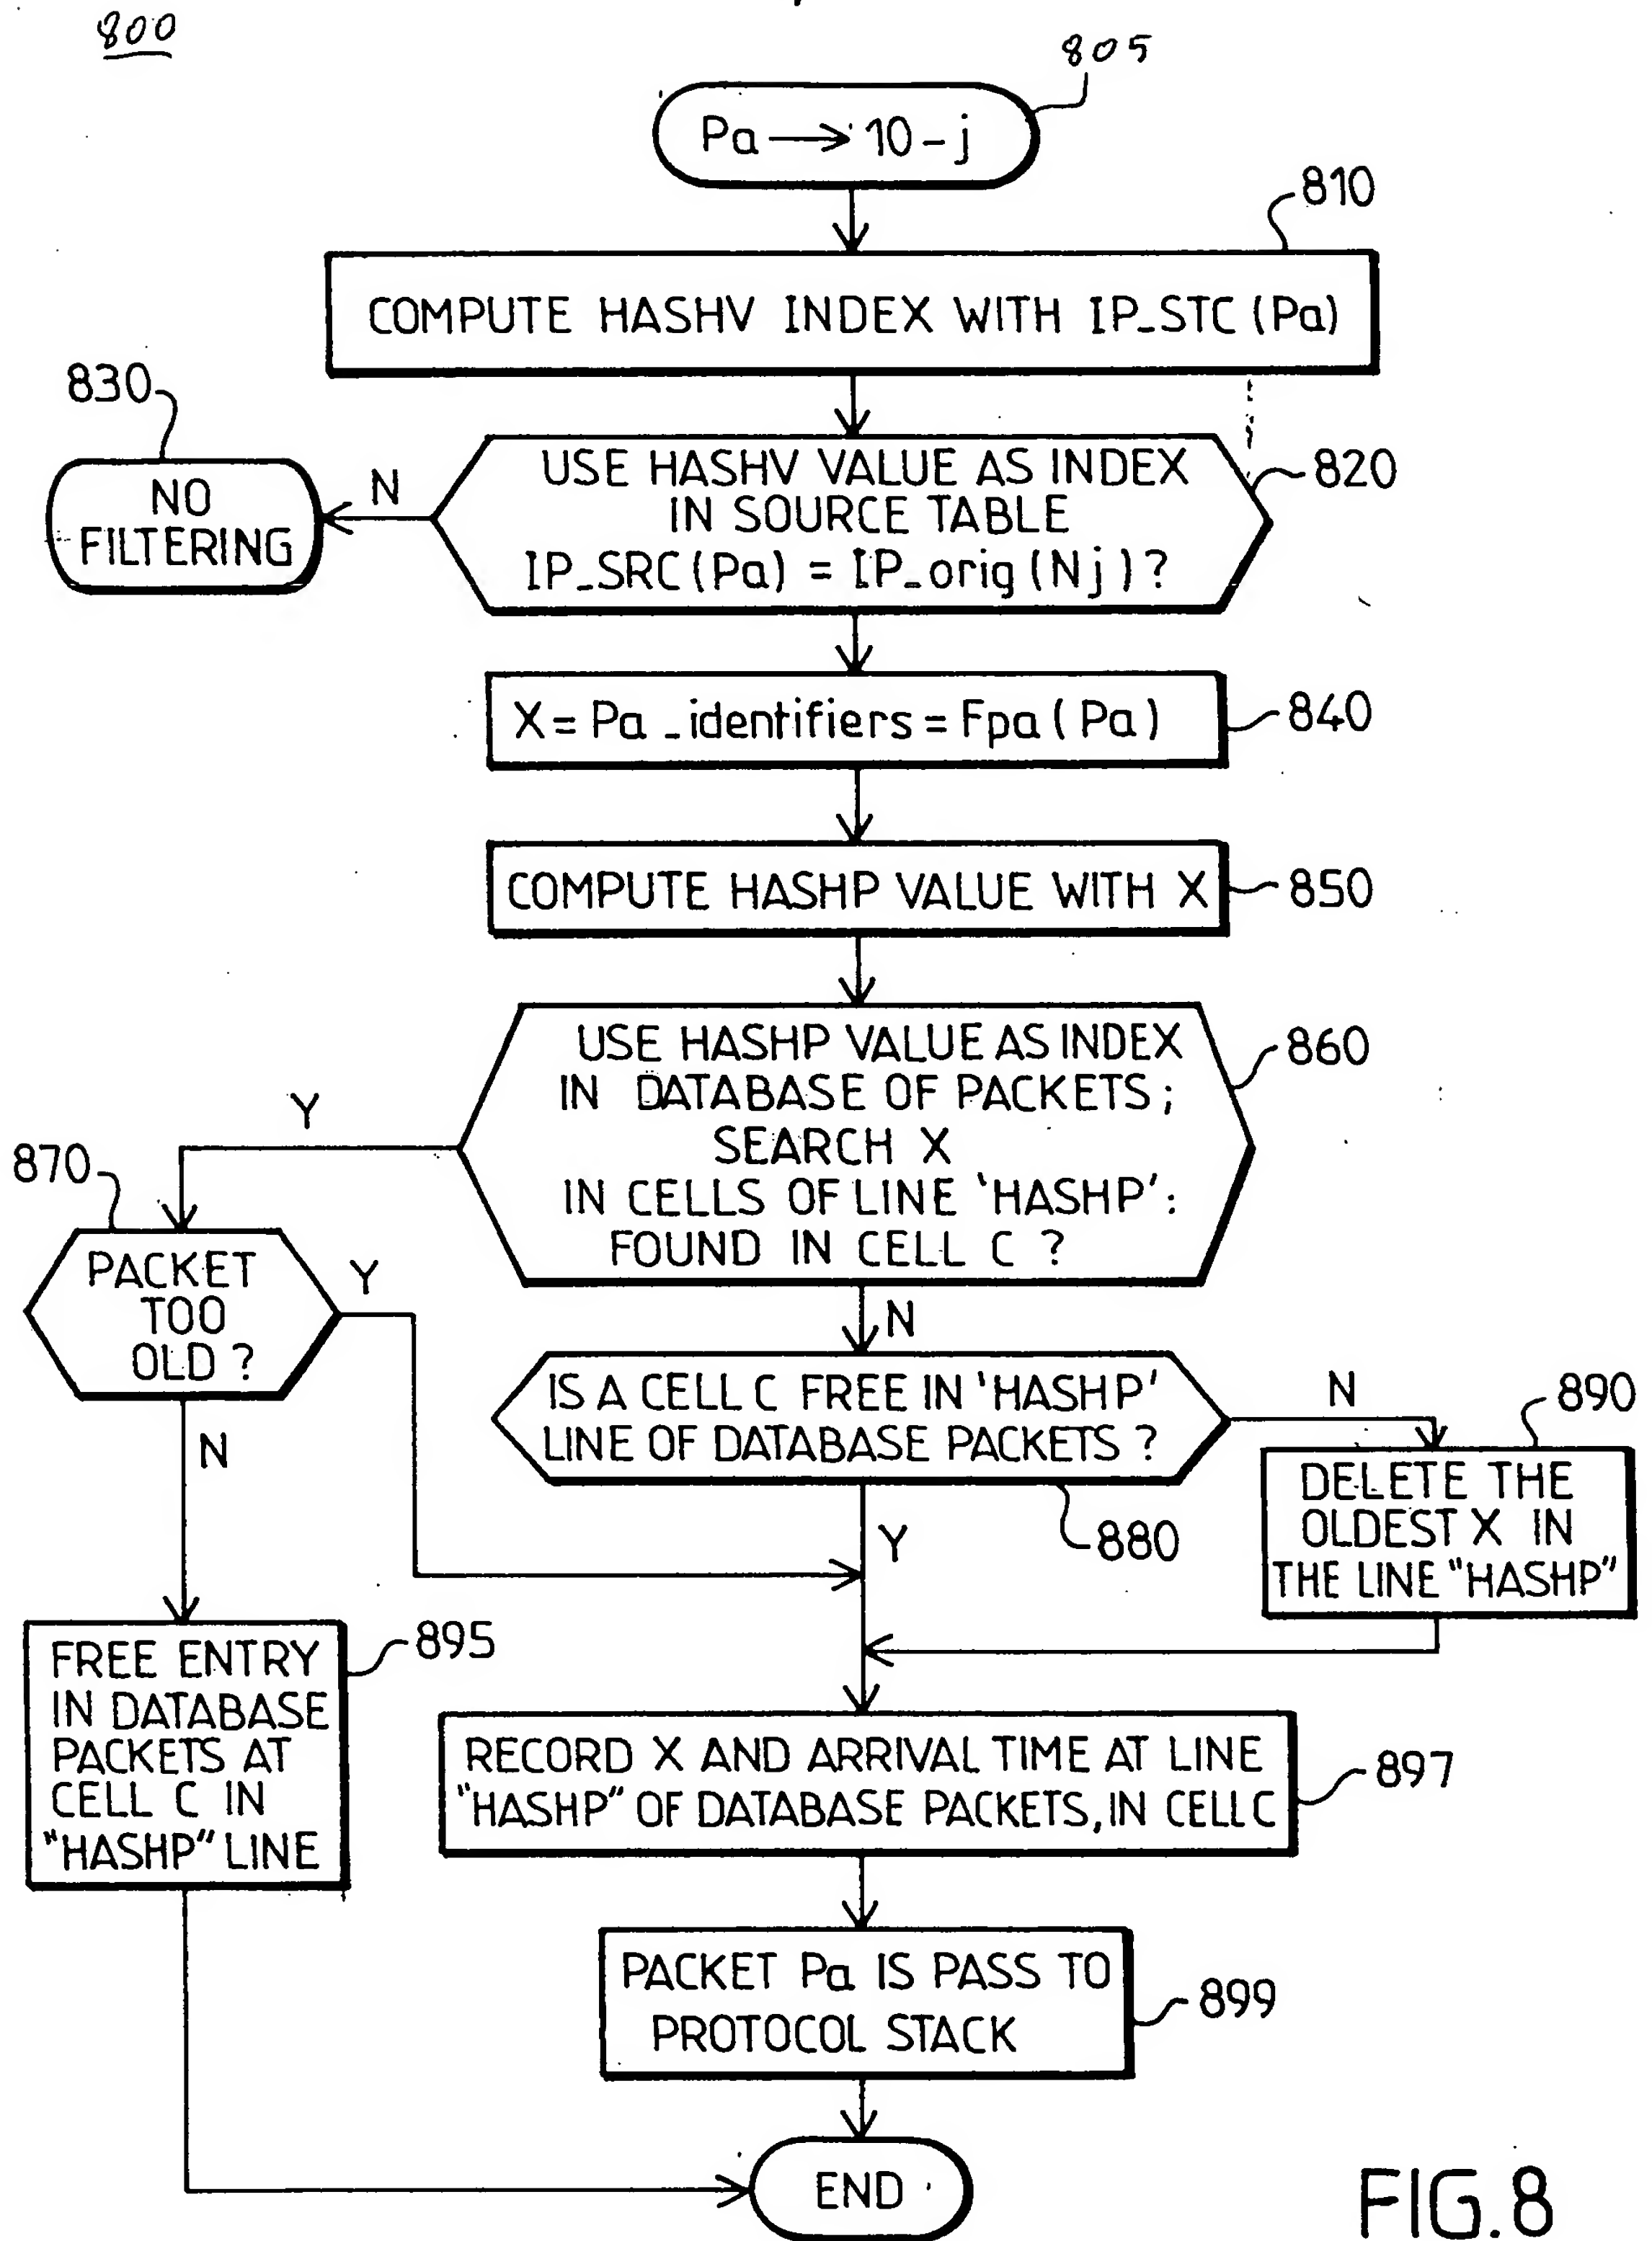 800
805
Pa → 10-j
810
COMPUTE HASHV INDEX WITH IP_STC (Pa)
830
NO
FILTERING
N
USE HASHV VALUE AS INDEX
IN SOURCE TABLE
IP_SRC (Pa) = IP_orig (Nj) ?
820
X = Pa_identifiers = Fpa (Pa)
840
COMPUTE HASHP VALUE WITH X
850
USE HASHP VALUE AS INDEX
IN DATABASE OF PACKETS ;
SEARCH X
IN CELLS OF LINE 'HASHP' :
FOUND IN CELL C ?
860
Y
870
PACKET
TOO
OLD ?
Y
N
N
IS A CELL C FREE IN 'HASHP'
LINE OF DATABASE PACKETS ?
880
N
890
DELETE THE
OLDEST X IN
THE LINE "HASHP"
Y
FREE ENTRY
IN DATABASE
PACKETS AT
CELL C IN
"HASHP" LINE
895
RECORD X AND ARRIVAL TIME AT LINE
"HASHP" OF DATABASE PACKETS, IN CELL C
897
PACKET Pa IS PASS TO
PROTOCOL STACK
899
END
FIG.8